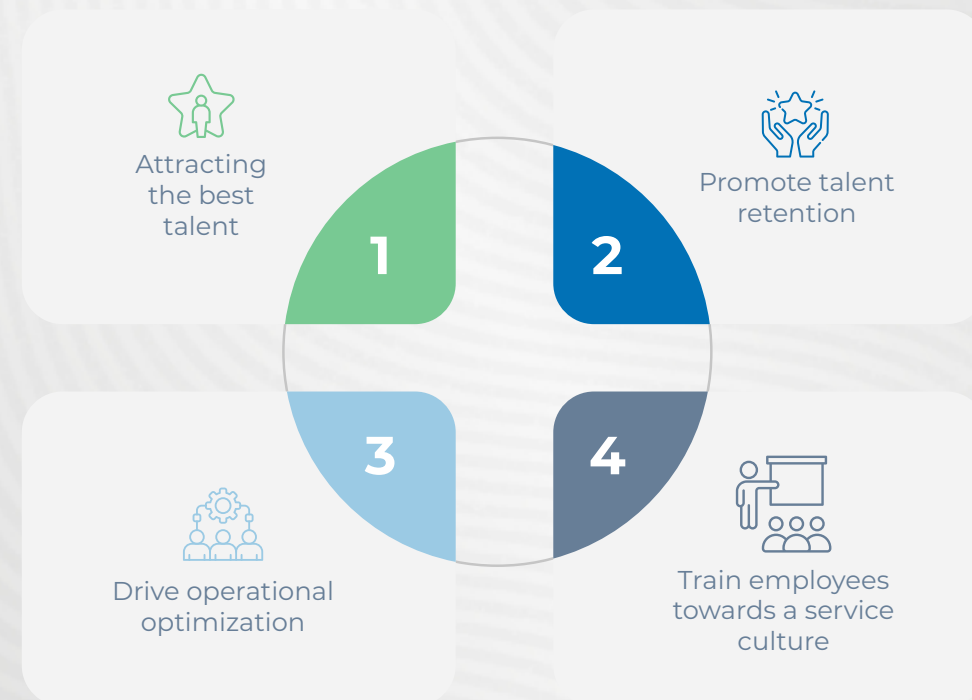 Attracting
the best
talent
1
2
Promote talent
retention
3
Drive operational
optimization
4
Train employees
towards a service
culture